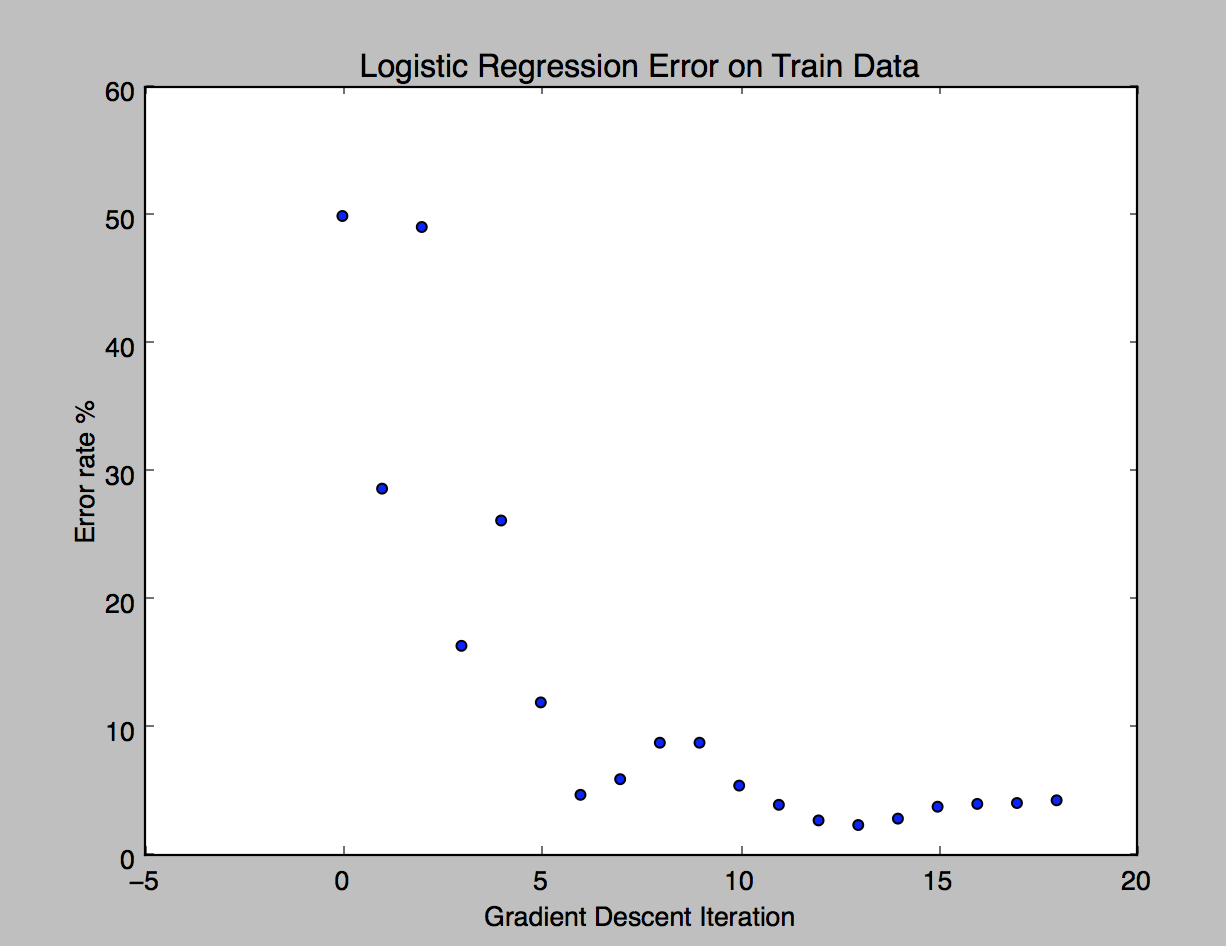 Logistic Regression Error on Train Data
60
50
40
30
20
10
0
Error rate %
−5 0 5 10 15 20
Gradient Descent Iteration